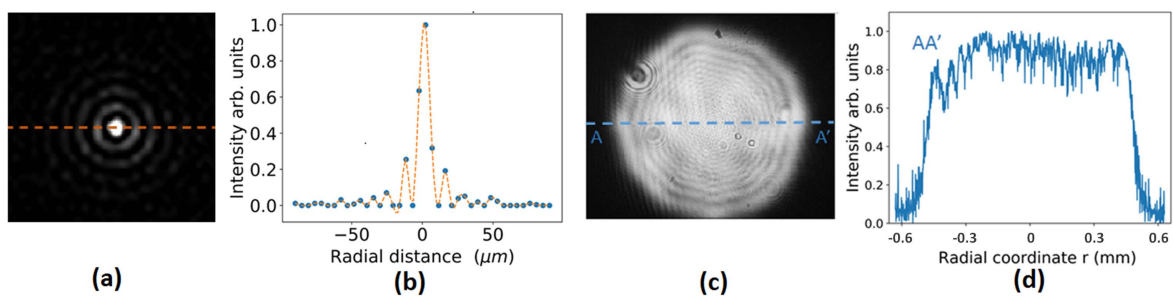 Intensity arb. units
1.0
0.8
0.6
0.4
0.2
0.0
−50
0
50
Radial distance (μm)
A
A′
AA′
Intensity arb. units
1.0
0.8
0.6
0.4
0.2
0.0
-0.6
-0.3
0
0.3
0.6
Radial coordinate r (mm)
(a)
(b)
(c)
(d)